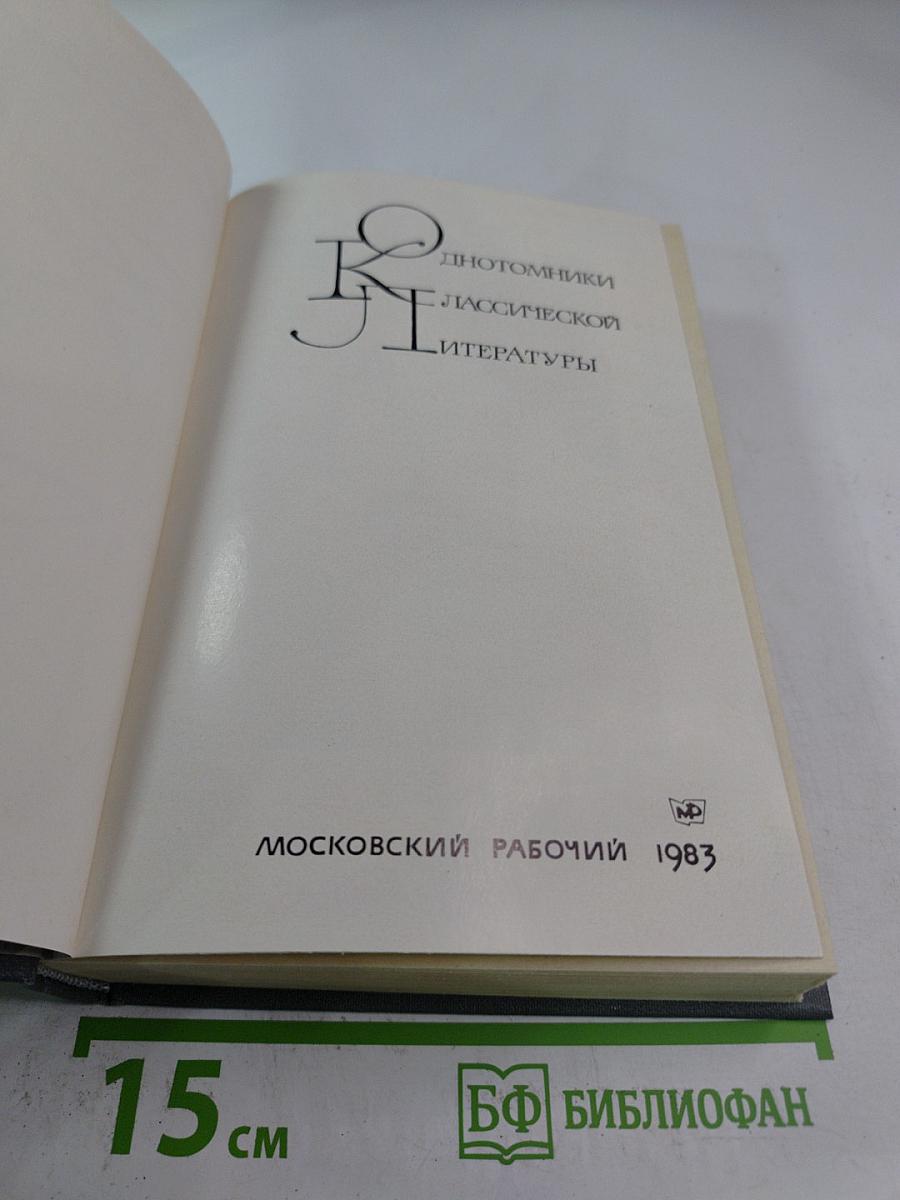 ОДНОТОМНИКИ
КЛАССИЧЕСКОЙ
ЛИТЕРАТУРЫ
МР
МОСКОВСКИЙ РАБОЧИЙ 1983
15 см
БФ БИБЛИОФАН